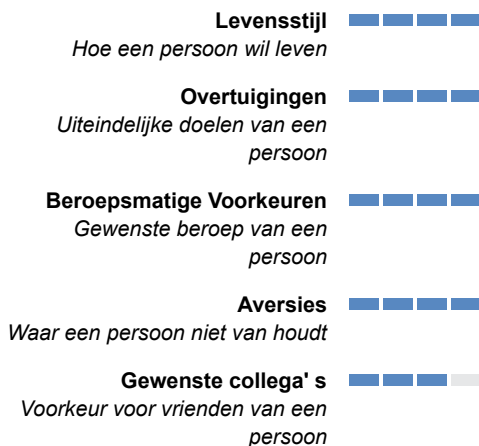 Levensstijl
Hoe een persoon wil leven
Overtuigingen
Uiteindelijke doelen van een
persoon
Beroepsmatige Voorkeuren
Gewenste beroep van een
persoon
Aversies
Waar een persoon niet van houdt
Gewenste collega' s
Voorkeur voor vrienden van een
persoon